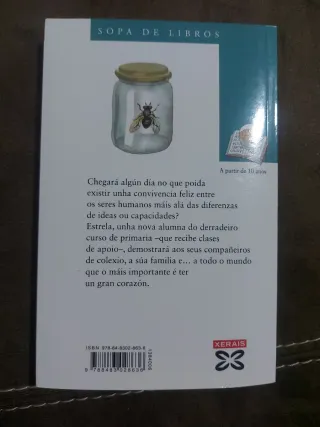 SOPA DE LIBROS
A partir de 10 anos
Chegará algún día no que poida
existir unha convivencia feliz entre
os seres humanos máis alá das diferenzas
de ideas ou capacidades?
Estrela, unha nova alumna do derradeiro
curso de primaria –que recibe clases
de apoio–, demostrará aos seus compañeiros
de colexio, a súa familia e… a todo o mundo
que o máis importante é ter
un gran corazón.
XERAIS